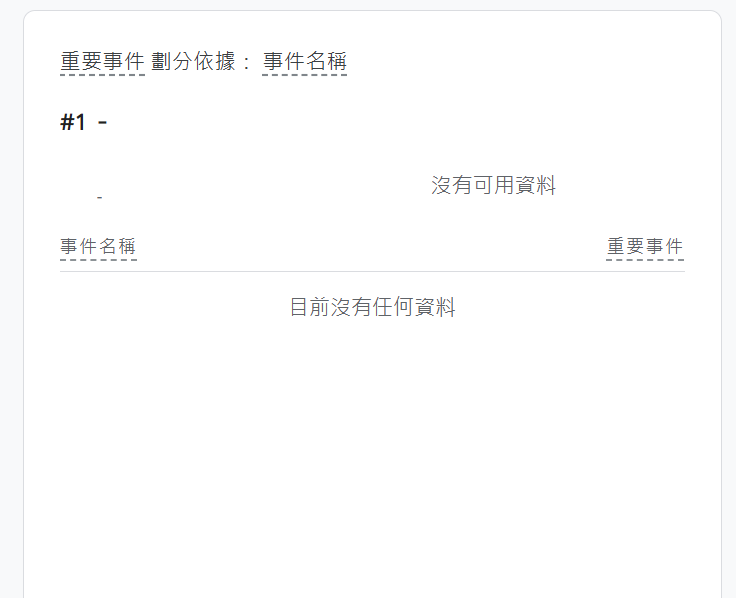 重要事件 劃分依據： 事件名稱
#1 -
-
沒有可用資料
事件名稱 重要事件
目前沒有任何資料